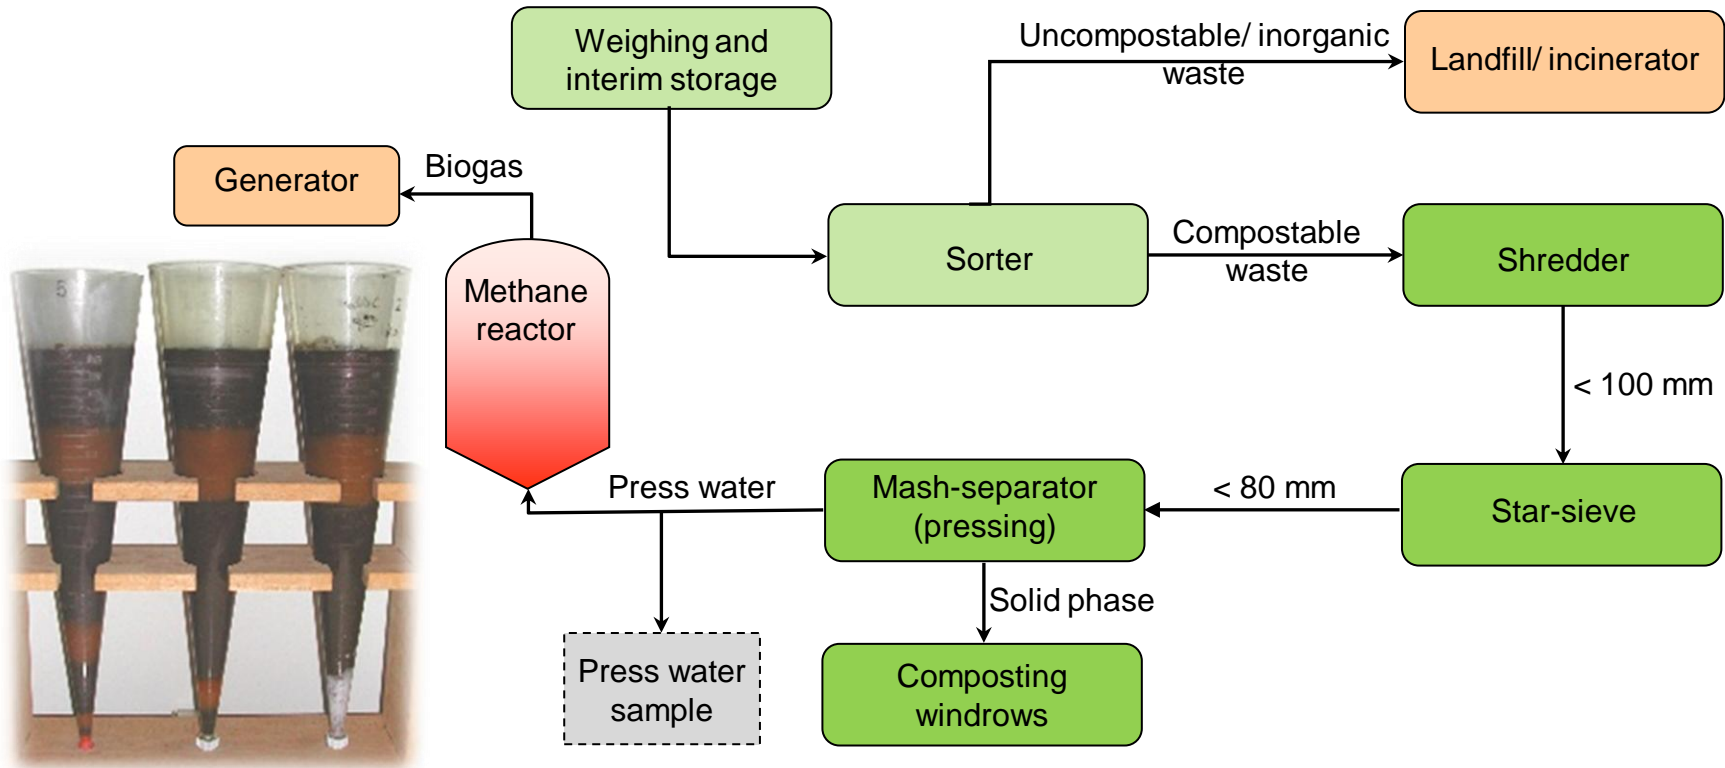 Weighing and
interim storage
Uncompostable/ inorganic
waste
Landfill/ incinerator
Generator
Biogas
Methane
reactor
Sorter
Compostable
waste
Shredder
< 100 mm
Star-sieve
< 80 mm
Mash-separator
(pressing)
Press water
Solid phase
Press water
sample
Composting
windrows
5
2